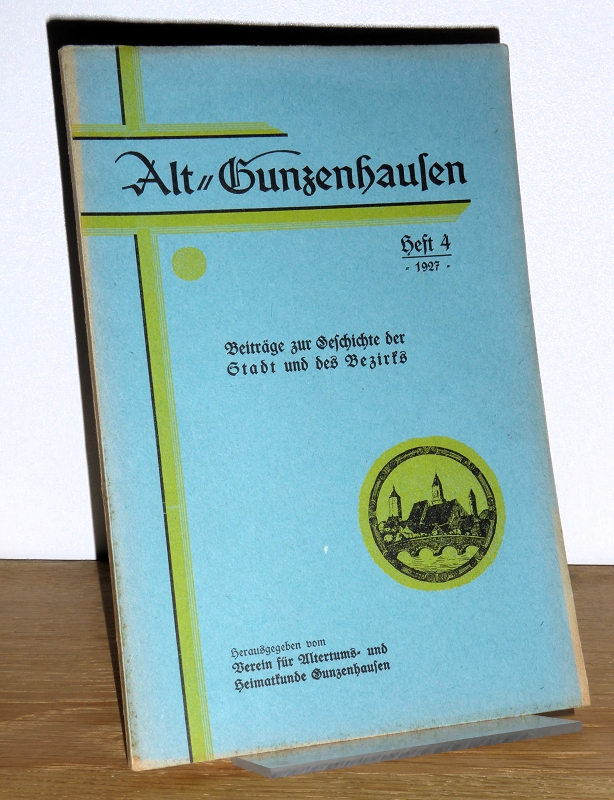 Alt-Gunzenhausen
Heft 4
- 1927 -
Beiträge zur Geschichte der
Stadt und des Bezirks
Herausgegeben vom
Verein für Altertums- und
Heimatkunde Gunzenhausen